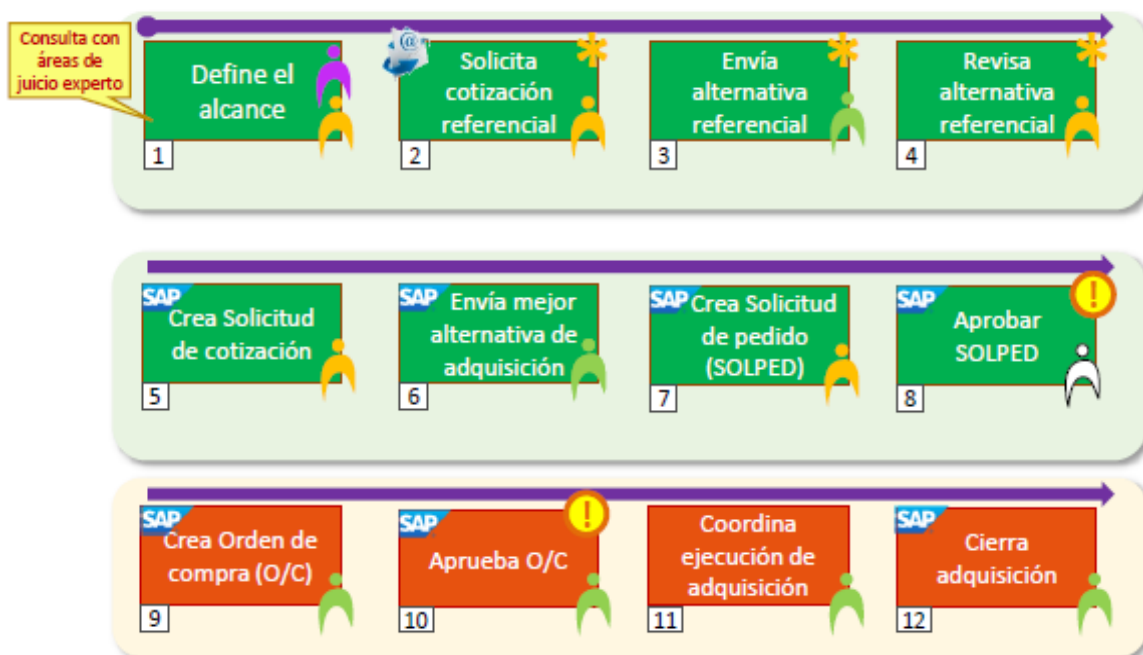 Consulta con
áreas de
juicio experto
Define el
alcance
1
@
Solicita
cotización
referencial
2
Envía
alternativa
referencial
3
Revisa
alternativa
referencial
4
SAP
Crea Solicitud
de cotización
5
SAP
Envía mejor
alternativa de
adquisición
6
SAP
Crea Solicitud
de pedido
(SOLPED)
7
SAP
!
Aprobar
SOLPED
8
SAP
Crea Orden de
compra (O/C)
9
SAP
!
Aprueba O/C
10
Coordina
ejecución de
adquisición
11
SAP
Cierra
adquisición
12